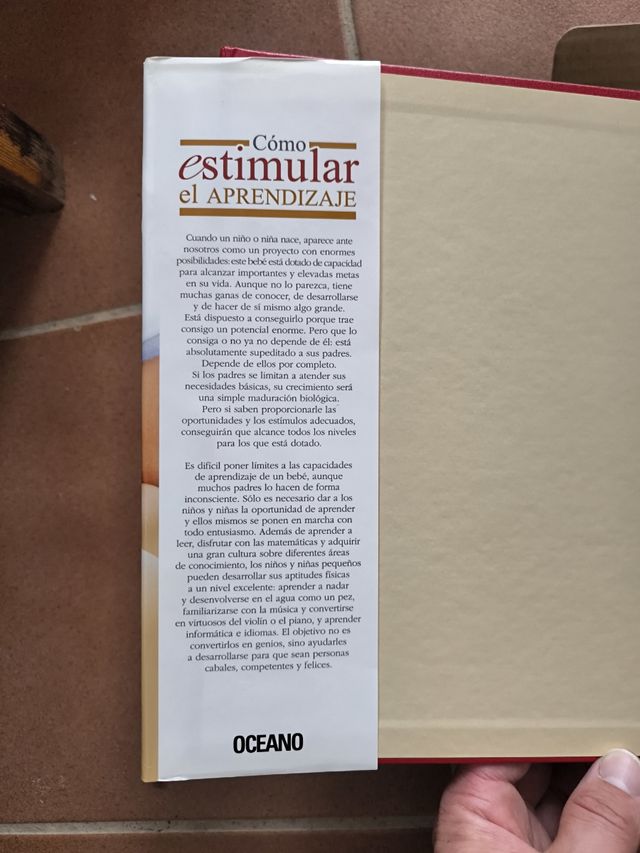 Cómo
estimular
el APRENDIZAJE
Cuando un niño o niña nace, aparece ante
nosotros como un proyecto con enormes
posibilidades: este bebé está dotado de capacidad
para alcanzar importantes y elevadas metas
en su vida. Aunque no lo parezca, tiene
muchas ganas de conocer, de desarrollarse
y de hacer de sí mismo algo grande.
Está dispuesto a conseguirlo porque trae
consigo un potencial enorme. Pero que lo
consiga o no ya no depende de él: está
absolutamente supeditado a sus padres.
Depende de ellos por completo.
Si los padres se limitan a atender sus
necesidades básicas, su crecimiento será
una simple maduración biológica.
Pero si saben proporcionarle las
oportunidades y los estímulos adecuados,
conseguirán que alcance todos los niveles
para los que está dotado.
Es difícil poner límites a las capacidades
de aprendizaje de un bebé, aunque
muchos padres lo hacen de forma
inconsciente. Sólo es necesario dar a los
niños y niñas la oportunidad de aprender
y ellos mismos se ponen en marcha con
todo entusiasmo. Además de aprender a
leer, disfrutar con las matemáticas y adquirir
una gran cultura sobre diferentes áreas
de conocimiento, los niños y niñas pequeños
pueden desarrollar sus aptitudes físicas
a un nivel excelente: aprender a nadar
y desenvolverse en el agua como un pez,
familiarizarse con la música y convertirse
en virtuosos del violín o el piano, y aprender
informática e idiomas. El objetivo no es
convertirlos en genios, sino ayudarles
a desarrollarse para que sean personas
cabales, competentes y felices.
OCEANO